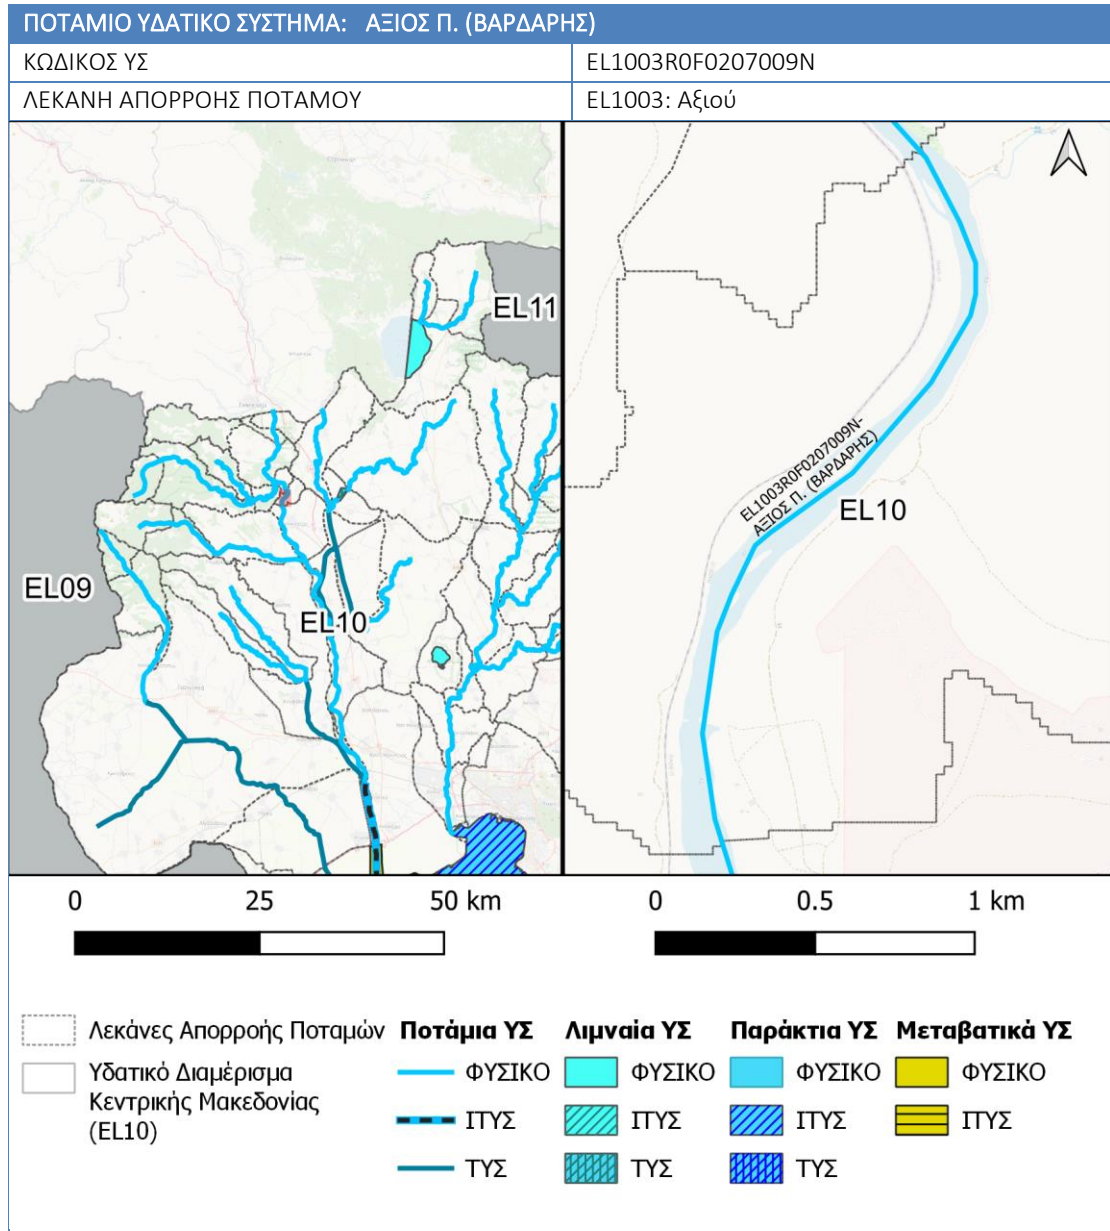 ΠΟΤΑΜΙΟ ΥΔΑΤΙΚΟ ΣΥΣΤΗΜΑ: ΑΞΙΟΣ Π. (ΒΑΡΔΑΡΗΣ)
ΚΩΔΙΚΟΣ ΥΣ EL1003R0F0207009N
ΛΕΚΑΝΗ ΑΠΟΡΡΟΗΣ ΠΟΤΑΜΟΥ EL1003: Αξιού
EL11
EL09
EL10
EL1003R0F0207009N-
ΑΞΙΟΣ Π. (ΒΑΡΔΑΡΗΣ)
EL10
0 25 50 km
0 0.5 1 km
Λεκάνες Απορροής Ποταμών
Υδατικό Διαμέρισμα
Κεντρικής Μακεδονίας
(EL10)
Ποτάμια ΥΣ
ΦΥΣΙΚΟ
ΙΤΥΣ
ΤΥΣ
Λιμναία ΥΣ
ΦΥΣΙΚΟ
ΙΤΥΣ
ΤΥΣ
Παράκτια ΥΣ
ΦΥΣΙΚΟ
ΙΤΥΣ
ΤΥΣ
Μεταβατικά ΥΣ
ΦΥΣΙΚΟ
ΙΤΥΣ